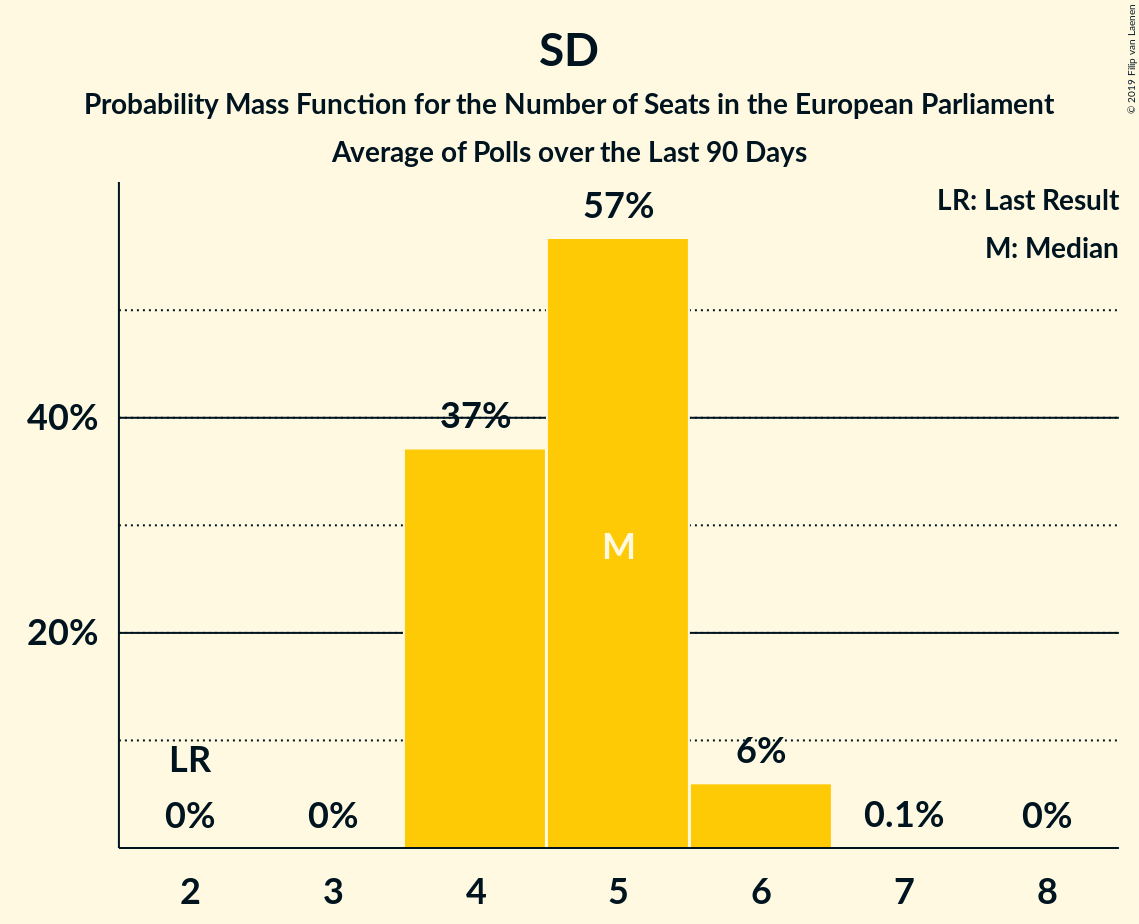 SD
Probability Mass Function for the Number of Seats in the European Parliament
Average of Polls over the Last 90 Days
© 2019 Filip van Laenen
LR: Last Result
M: Median
57%
40%
37%
M
20%
LR
6%
0%
0%
0.1%
0%
2 3 4 5 6 7 8